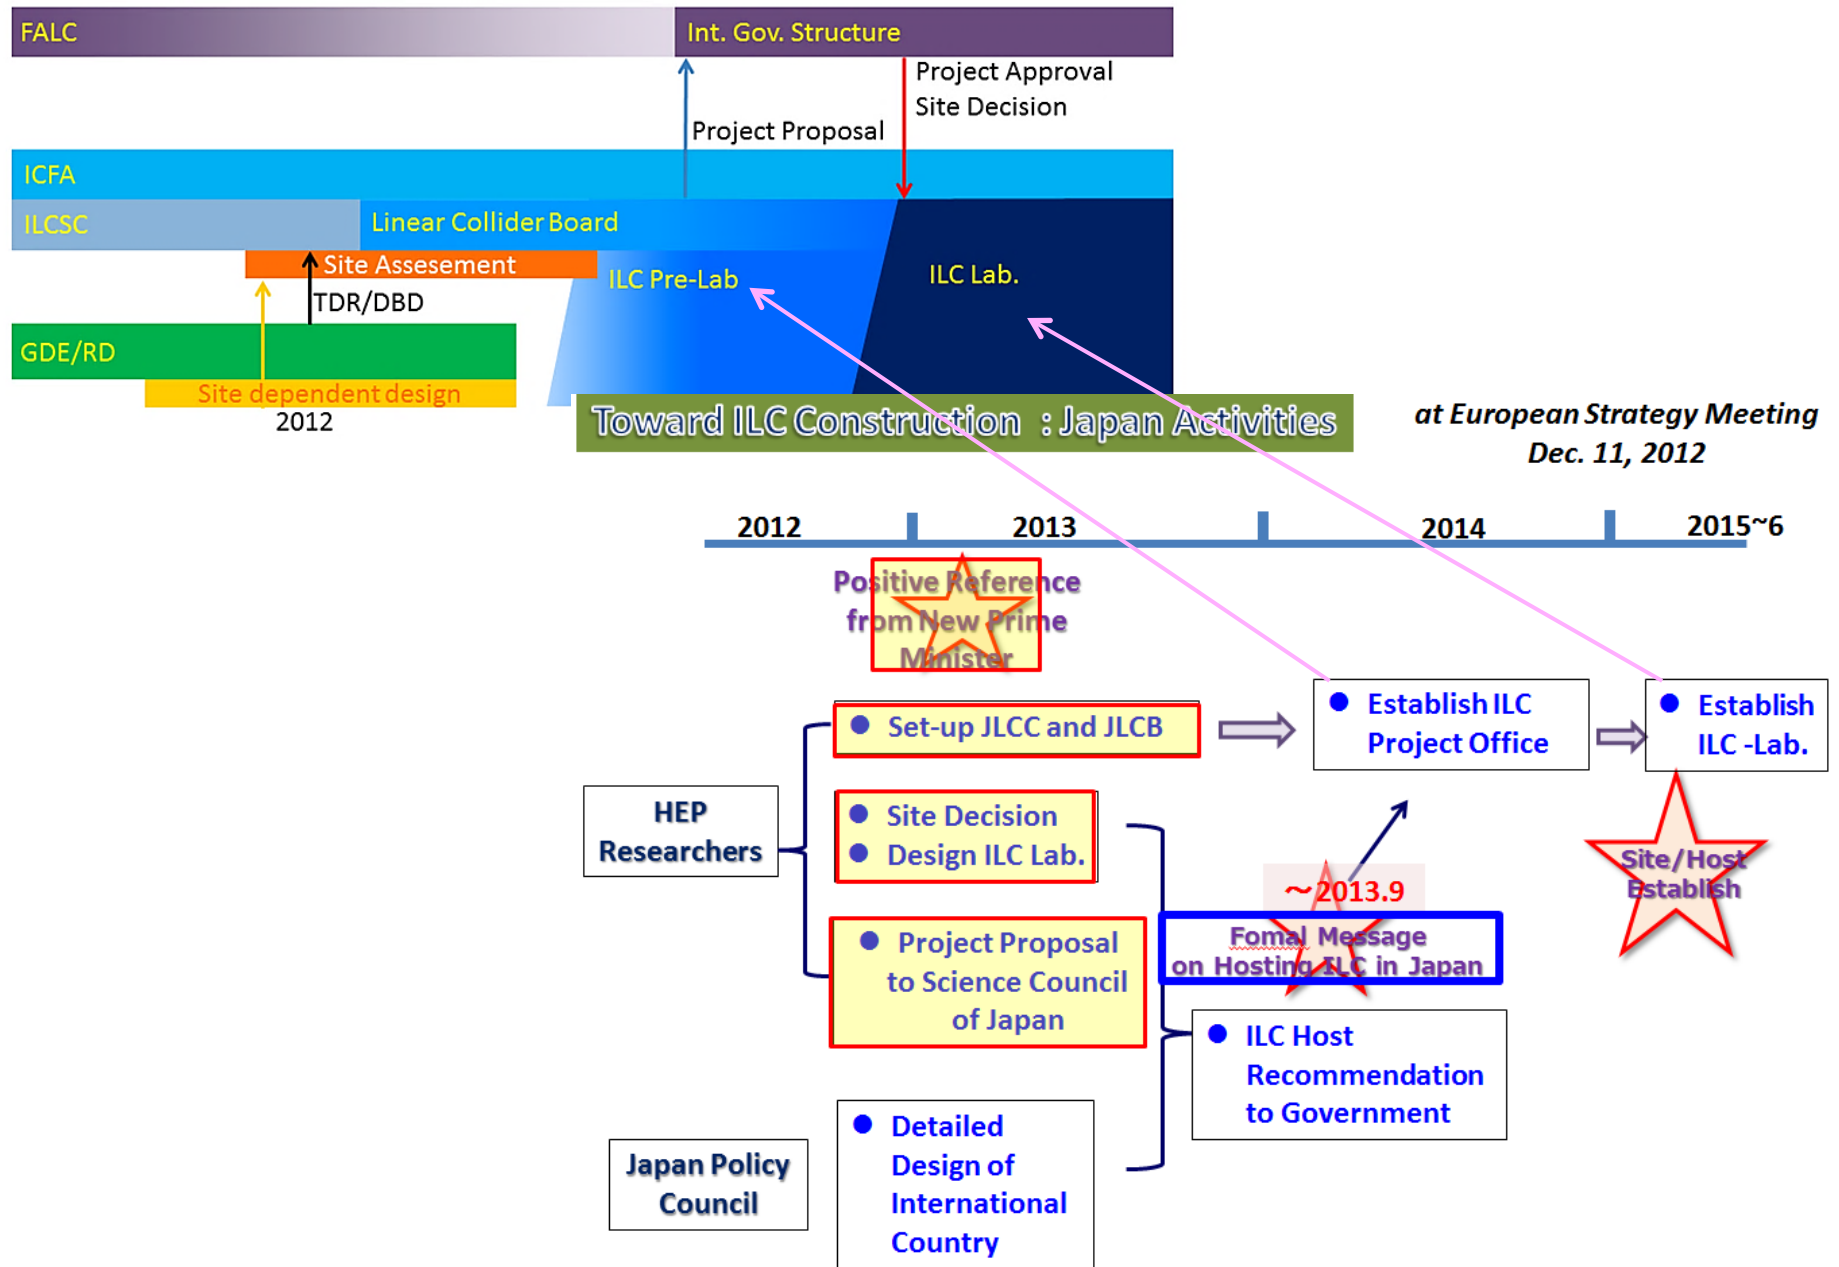 FALC
Int. Gov. Structure
Project Approval
Site Decision
Project Proposal
ICFA
ILCSC
Linear Collider Board
Site Assesement
ILC Pre-Lab
ILC Lab.
TDR/DBD
GDE/RD
Site dependent design
2012
Toward ILC Construction : Japan Activities
at European Strategy Meeting
Dec. 11, 2012
2012
2013
2014
2015~6
Positive Reference
from New Prime
Minister
● Set-up JLCC and JLCB
● Establish ILC
Project Office
● Establish
ILC -Lab.
HEP
Researchers
● Site Decision
● Design ILC Lab.
Site/Host
Establish
~2013.9
Fomal Message
on Hosting ILC in Japan
● Project Proposal
to Science Council
of Japan
● ILC Host
Recommendation
to Government
Japan Policy
Council
● Detailed
Design of
International
Country